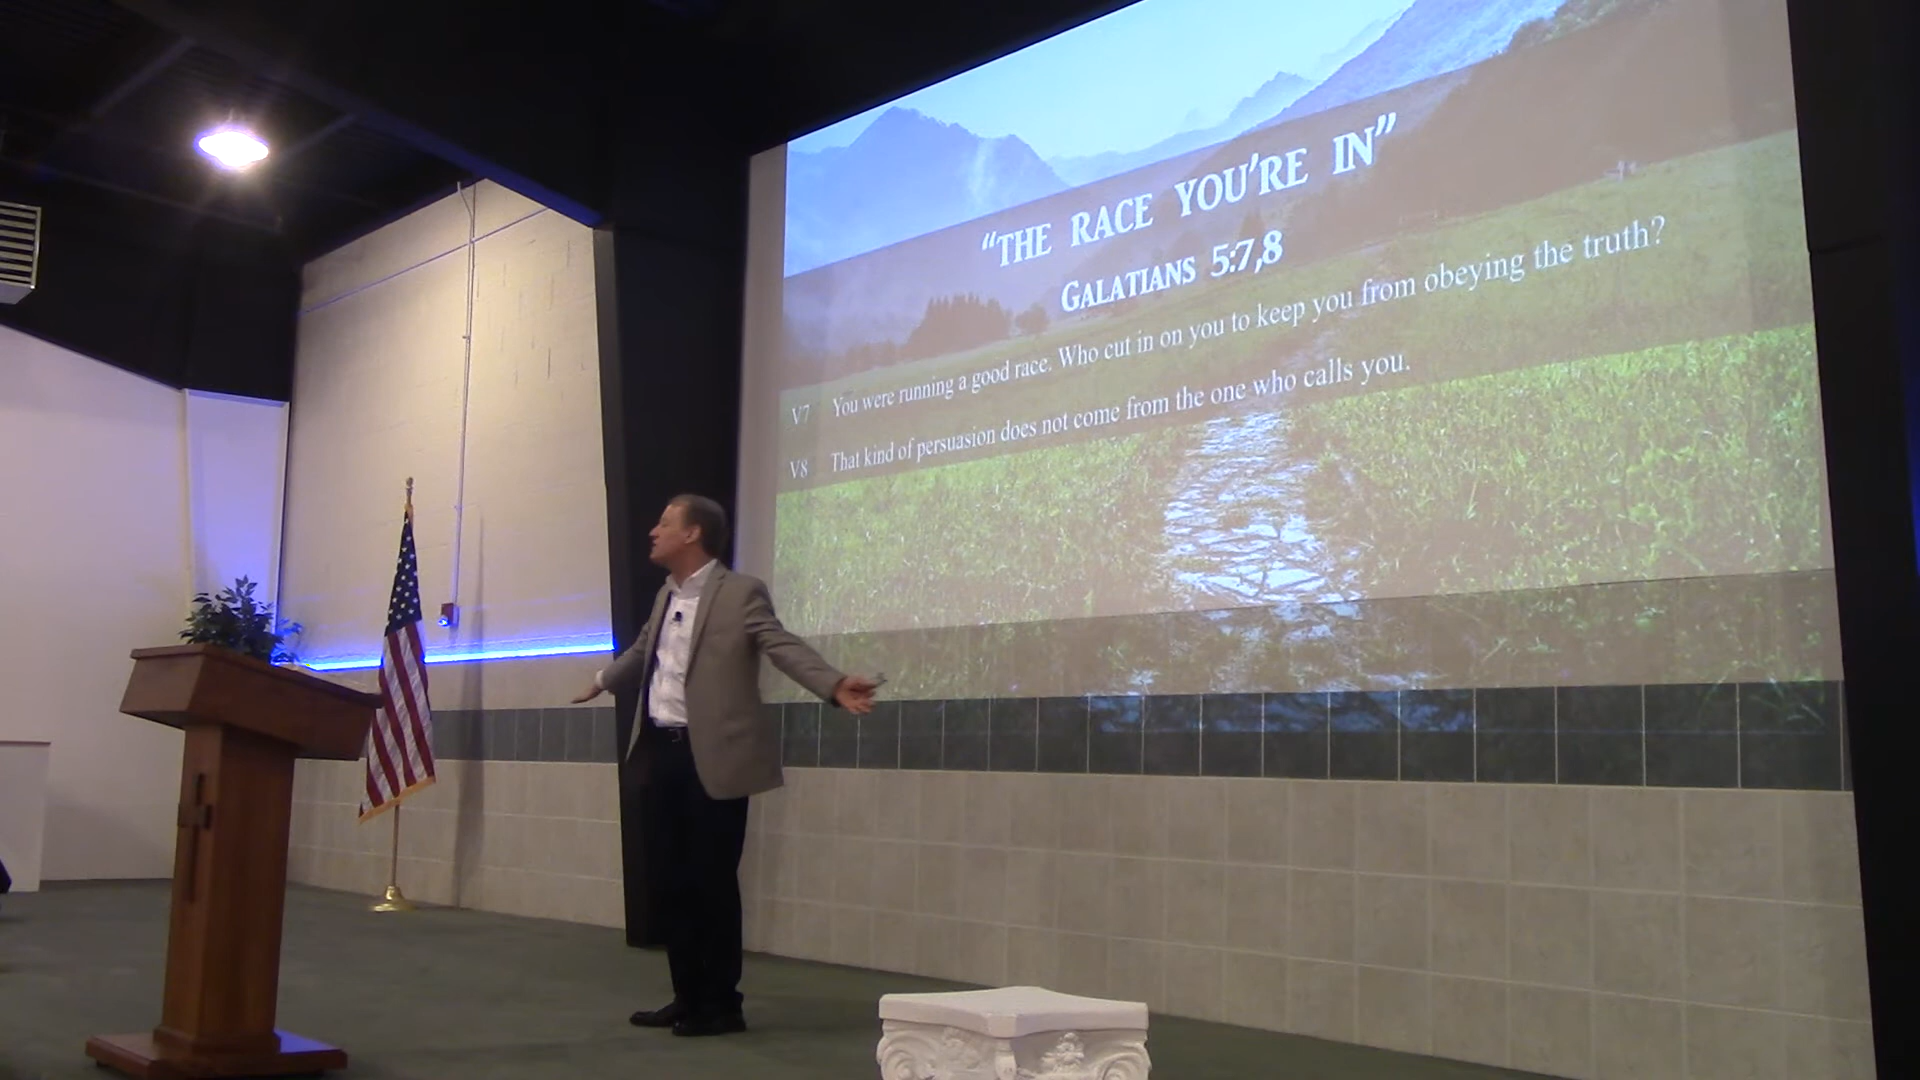 “THE RACE YOU’RE IN”
GALATIANS 5:7,8
V7 You were running a good race. Who cut in on you to keep you from obeying the truth?
V8 That kind of persuasion does not come from the one who calls you.